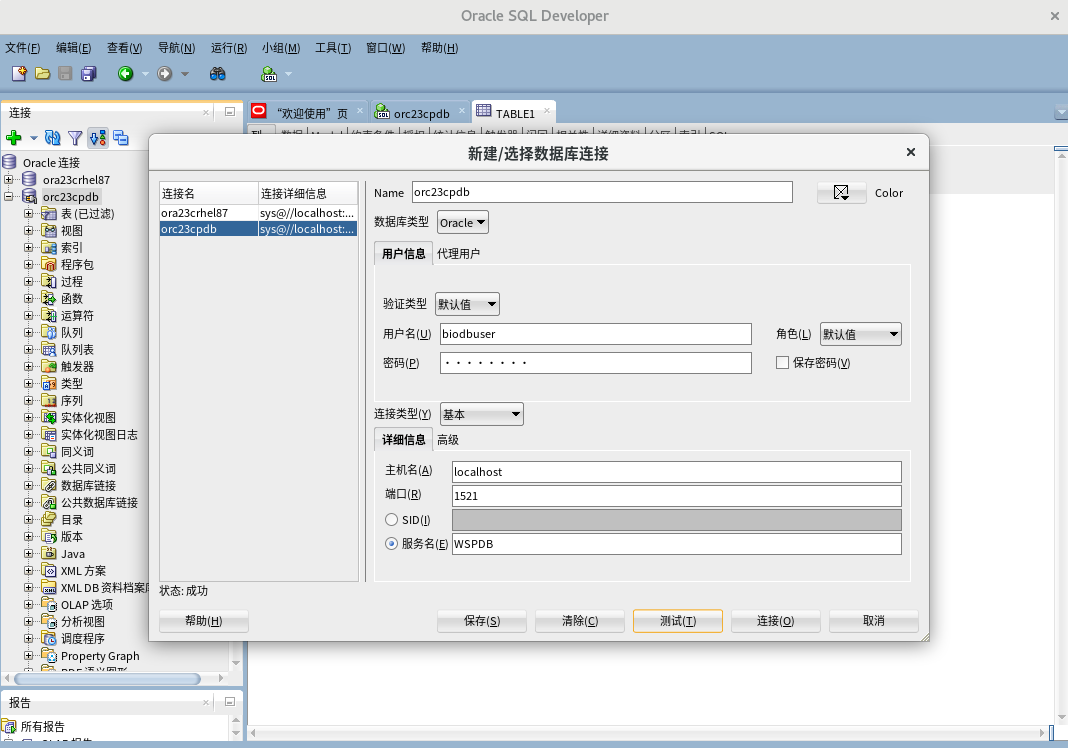 Oracle SQL Developer
文件(F) 编辑(E) 查看(V) 导航(N) 运行(R) 小组(M) 工具(T) 窗口(W) 帮助(H)
连接
“欢迎使用”页
orc23cpdb
TABLE1
Oracle 连接
ora23crhel87
orc23cpdb
表 (已过滤)
视图
索引
程序包
过程
函数
运算符
队列
队列表
触发器
类型
序列
实体化视图
实体化视图日志
同义词
公共同义词
数据库链接
公共数据库链接
目录
版本
Java
XML 方案
XML DB 资料档案库
OLAP 选项
分析视图
调度程序
Property Graph
报告
所有报告
新建/选择数据库连接
连接名 连接详细信息
ora23crhel87 sys@//localhost:...
orc23cpdb sys@//localhost:...
状态: 成功
Name orc23cpdb Color
数据库类型 Oracle
用户信息 代理用户
验证类型 默认值
用户名(U) biodbuser 角色(L) 默认值
密码(P) ········ 保存密码(V)
连接类型(Y) 基本
详细信息 高级
主机名(A) localhost
端口(R) 1521
SID(I)
服务名(E) WSPDB
帮助(H) 保存(S) 清除(C) 测试(T) 连接(O) 取消